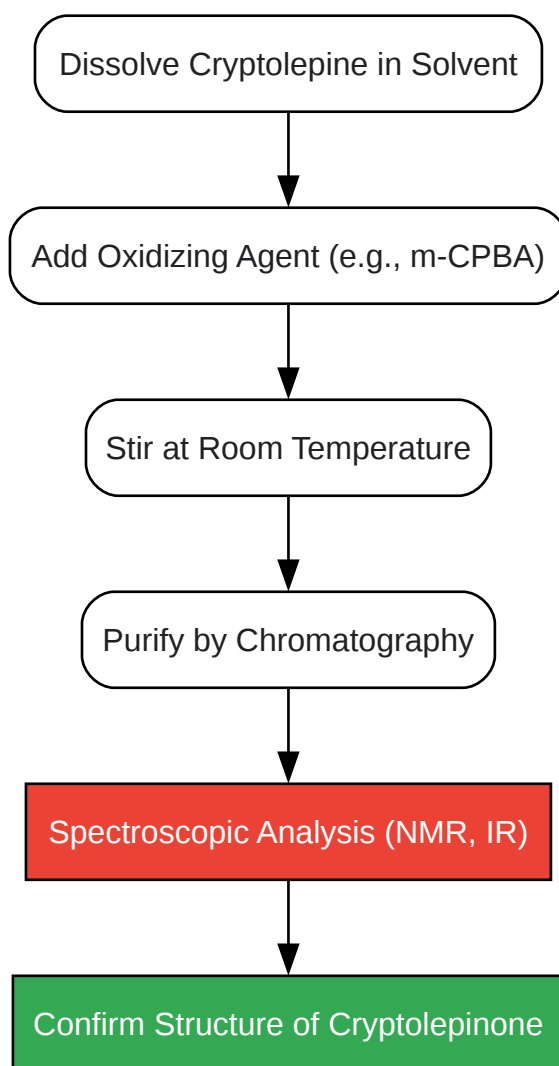 Dissolve Cryptolepine in Solvent
Add Oxidizing Agent (e.g., m-CPBA)
Stir at Room Temperature
Purify by Chromatography
Spectroscopic Analysis (NMR, IR)
Confirm Structure of Cryptolepinone